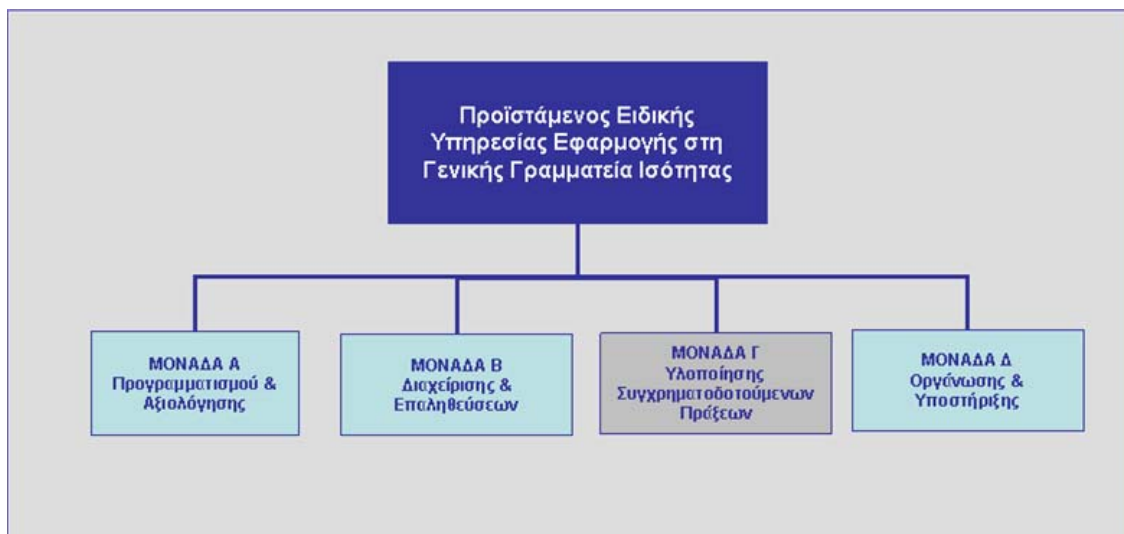 Προϊστάμενος Ειδικής
Υπηρεσίας Εφαρμογής στη
Γενικής Γραμματεία Ισότητας
ΜΟΝΑΔΑ Α
Προγραμματισμού &
Αξιολόγησης
ΜΟΝΑΔΑ Β
Διαχείρισης &
Επαληθεύσεων
ΜΟΝΑΔΑ Γ
Υλοποίησης
Συγχρηματοδοτούμενων
Πράξεων
ΜΟΝΑΔΑ Δ
Οργάνωσης &
Υποστήριξης